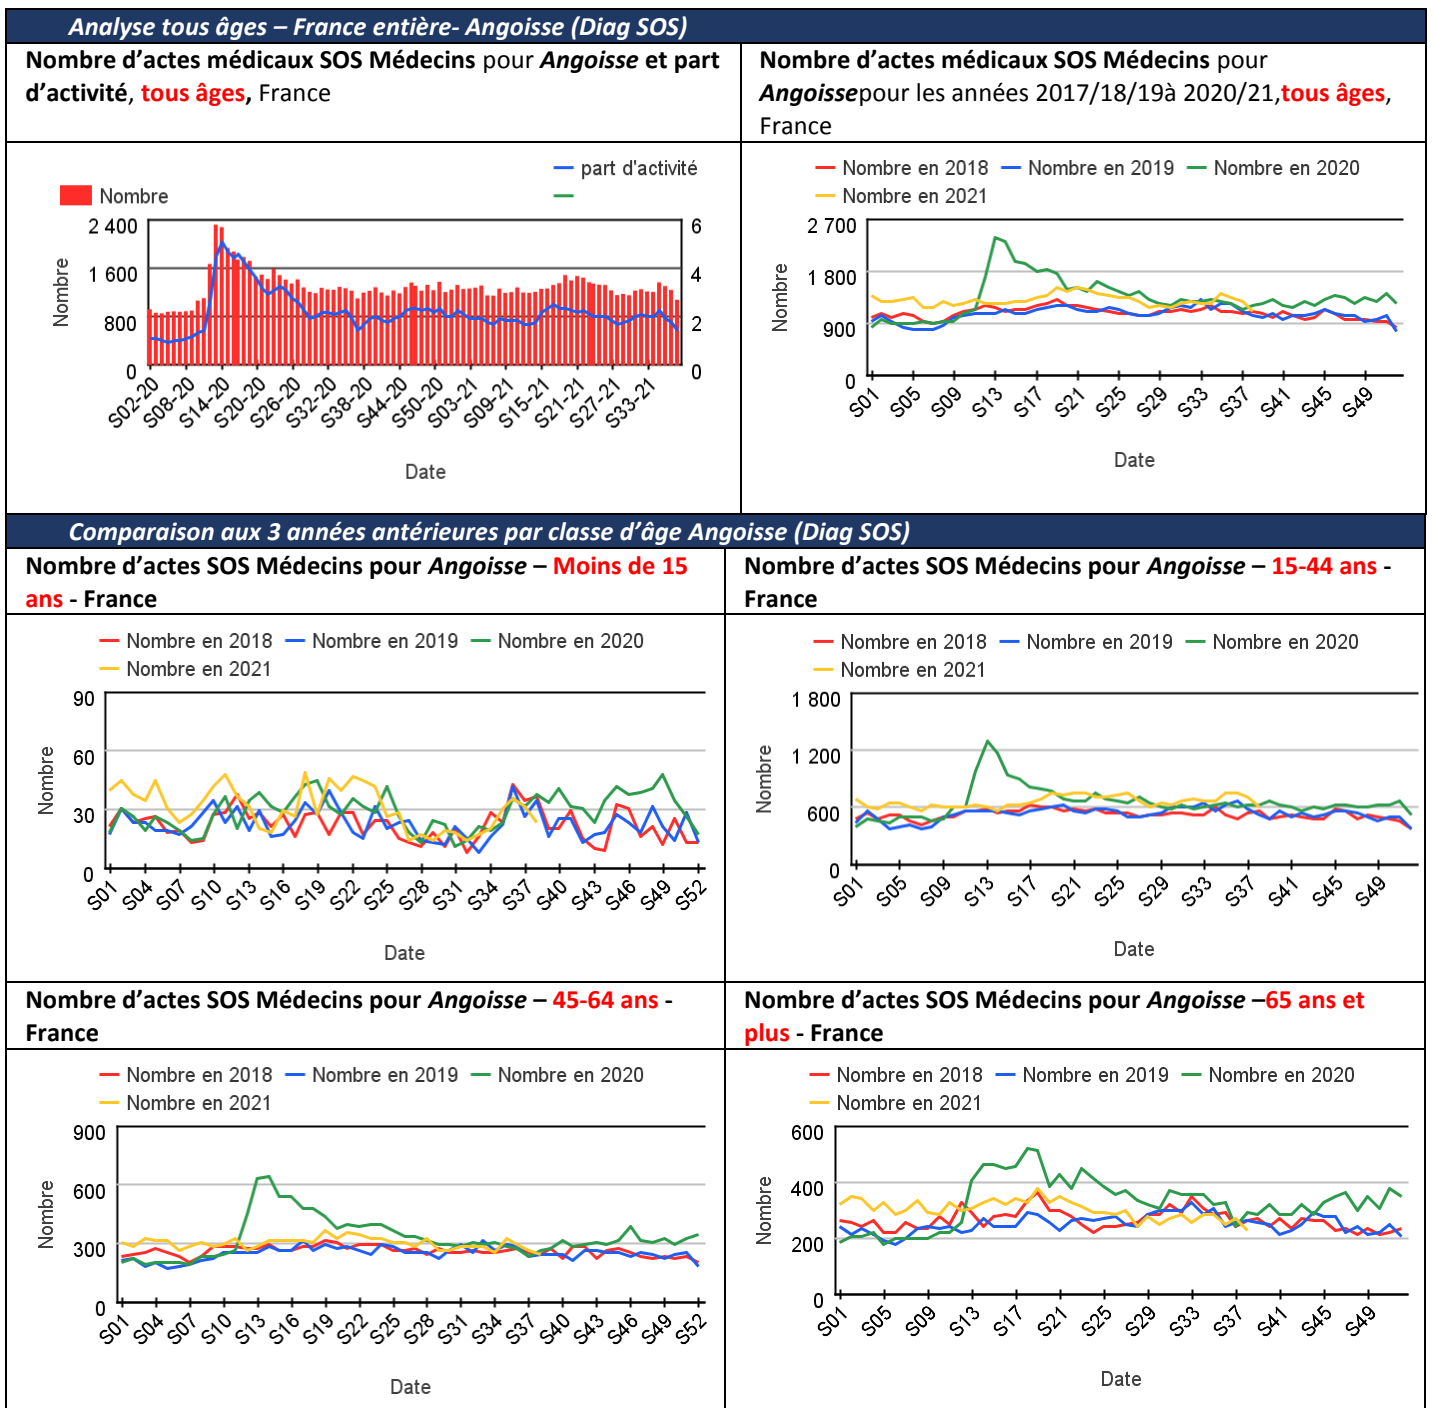 Analyse tous âges – France entière- Angoisse (Diag SOS)
Nombre d’actes médicaux SOS Médecins pour Angoisse et part
d’activité, tous âges, France
Nombre d’actes médicaux SOS Médecins pour
Angoissepour les années 2017/18/19à 2020/21,tous âges,
France
part d'activité
Nombre
2 400
1 600
800
0
6
4
2
0
Nombre
S02-20
S08-20
S14-20
S20-20
S26-20
S32-20
S38-20
S44-20
S50-20
S03-21
S09-21
S15-21
S21-21
S27-21
S33-21
Date
Nombre en 2018
Nombre en 2019
Nombre en 2020
Nombre en 2021
2 700
1 800
900
0
Nombre
S01
S05
S09
S13
S17
S21
S25
S29
S33
S37
S41
S45
S49
Date
Comparaison aux 3 années antérieures par classe d’âge Angoisse (Diag SOS)
Nombre d’actes SOS Médecins pour Angoisse – Moins de 15
ans - France
Nombre d’actes SOS Médecins pour Angoisse – 15-44 ans -
France
Nombre en 2018
Nombre en 2019
Nombre en 2020
Nombre en 2021
90
60
30
0
Nombre
S01
S04
S07
S10
S13
S16
S19
S22
S25
S28
S31
S34
S37
S40
S43
S46
S49
S52
Date
Nombre en 2018
Nombre en 2019
Nombre en 2020
Nombre en 2021
1 800
1 200
600
0
Nombre
S01
S05
S09
S13
S17
S21
S25
S29
S33
S37
S41
S45
S49
Date
Nombre d’actes SOS Médecins pour Angoisse – 45-64 ans -
France
Nombre d’actes SOS Médecins pour Angoisse –65 ans et
plus - France
Nombre en 2018
Nombre en 2019
Nombre en 2020
Nombre en 2021
900
600
300
0
Nombre
S01
S04
S07
S10
S13
S16
S19
S22
S25
S28
S31
S34
S37
S40
S43
S46
S49
S52
Date
Nombre en 2018
Nombre en 2019
Nombre en 2020
Nombre en 2021
600
400
200
0
Nombre
S01
S05
S09
S13
S17
S21
S25
S29
S33
S37
S41
S45
S49
Date